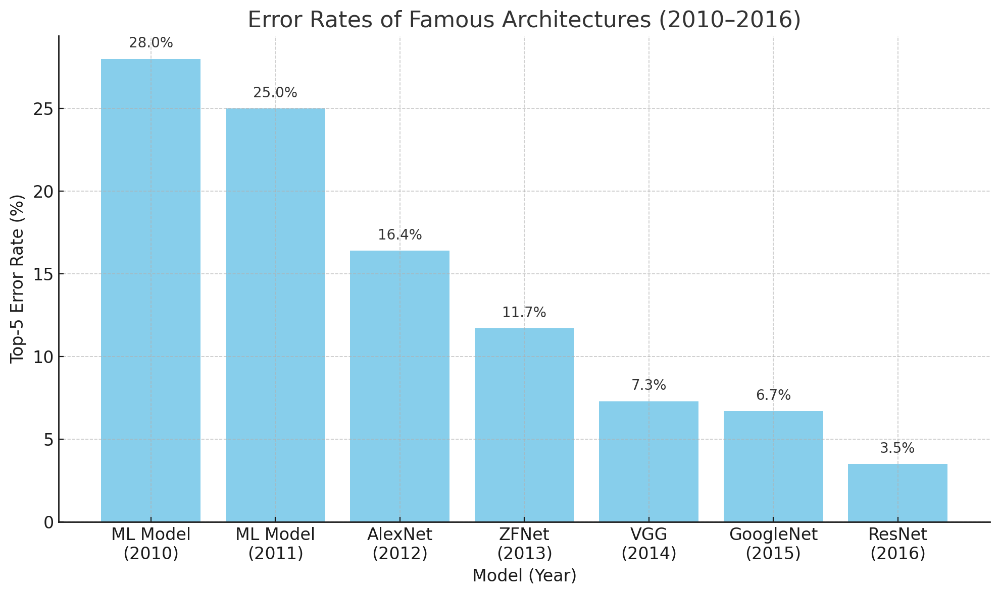 Error Rates of Famous Architectures (2010–2016)
Top-5 Error Rate (%)
25
20
15
10
5
0
28.0%
25.0%
16.4%
11.7%
7.3%
6.7%
3.5%
ML Model
(2010)
ML Model
(2011)
AlexNet
(2012)
ZFNet
(2013)
VGG
(2014)
GoogleNet
(2015)
ResNet
(2016)
Model (Year)